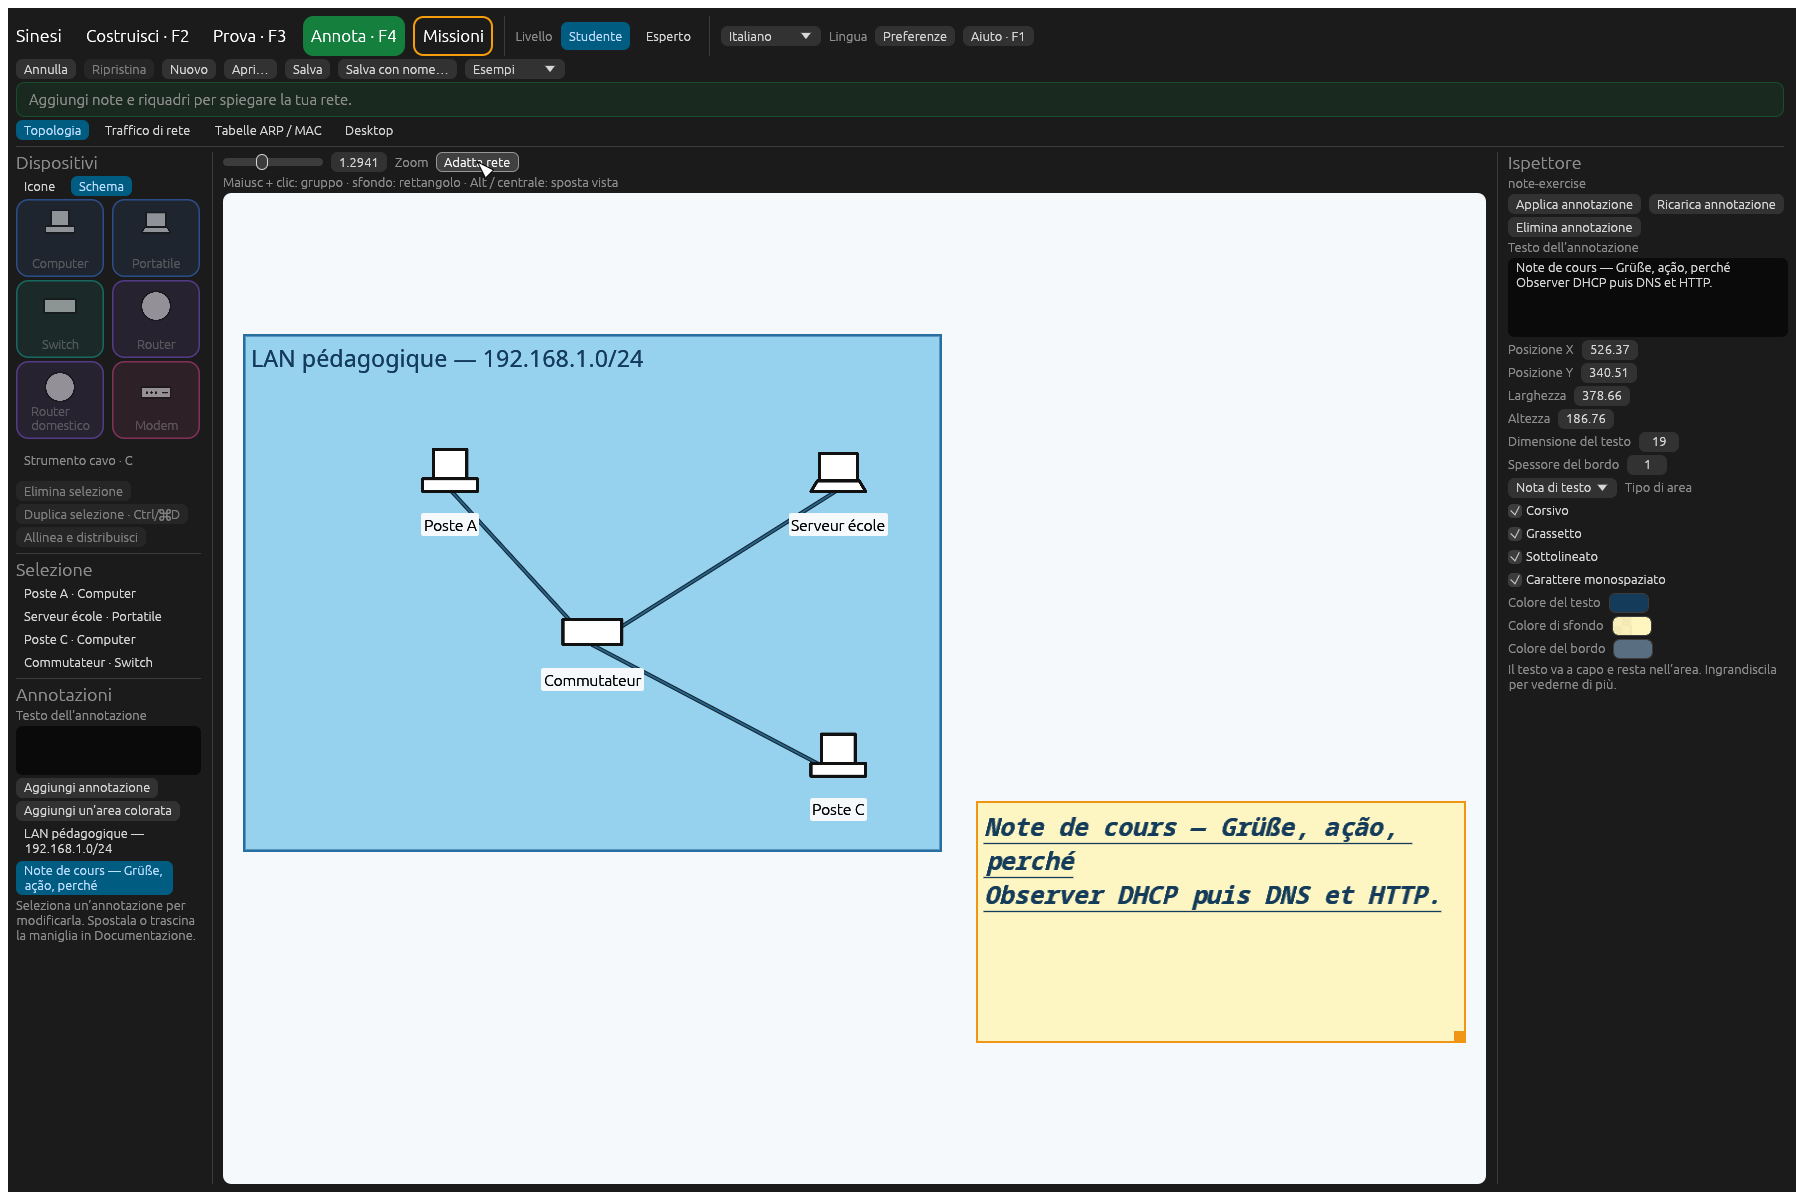 Sinesi Costruisci · F2 Prova · F3 Annota · F4 Missioni Livello Studente Esperto Italiano Lingua Preferenze Aiuto · F1
Annulla Ripristina Nuovo Apri… Salva Salva con nome… Esempi
Aggiungi note e riquadri per spiegare la tua rete.
Topologia Traffico di rete Tabelle ARP / MAC Desktop
Dispositivi
Icone Schema
Computer Portatile
Switch Router
Router
domestico
Modem
Strumento cavo · C
Elimina selezione
Duplica selezione · Ctrl/⌘D
Allinea e distribuisci
Selezione
Poste A · Computer
Serveur école · Portatile
Poste C · Computer
Commutateur · Switch
Annotazioni
Testo dell’annotazione
Aggiungi annotazione
Aggiungi un’area colorata
LAN pédagogique —
192.168.1.0/24
Note de cours — Grüße,
ação, perché
Seleziona un’annotazione per
modificarla. Spostala o trascina
la maniglia in Documentazione.
1.2941 Zoom Adatta rete
Maiusc + clic: gruppo · sfondo: rettangolo · Alt / centrale: sposta vista
LAN pédagogique — 192.168.1.0/24
Poste A
Serveur école
Commutateur
Poste C
Note de cours — Grüße, ação,
perché
Observer DHCP puis DNS et HTTP.
Ispettore
note-exercise
Applica annotazione Ricarica annotazione
Elimina annotazione
Testo dell’annotazione
Note de cours — Grüße, ação, perché
Observer DHCP puis DNS et HTTP.
Posizione X 526.37
Posizione Y 340.51
Larghezza 378.66
Altezza 186.76
Dimensione del testo 19
Spessore del bordo 1
Nota di testo Tipo di area
Corsivo
Grassetto
Sottolineato
Carattere monospaziato
Colore del testo
Colore di sfondo
Colore del bordo
Il testo va a capo e resta nell’area. Ingrandiscila
per vederne di più.